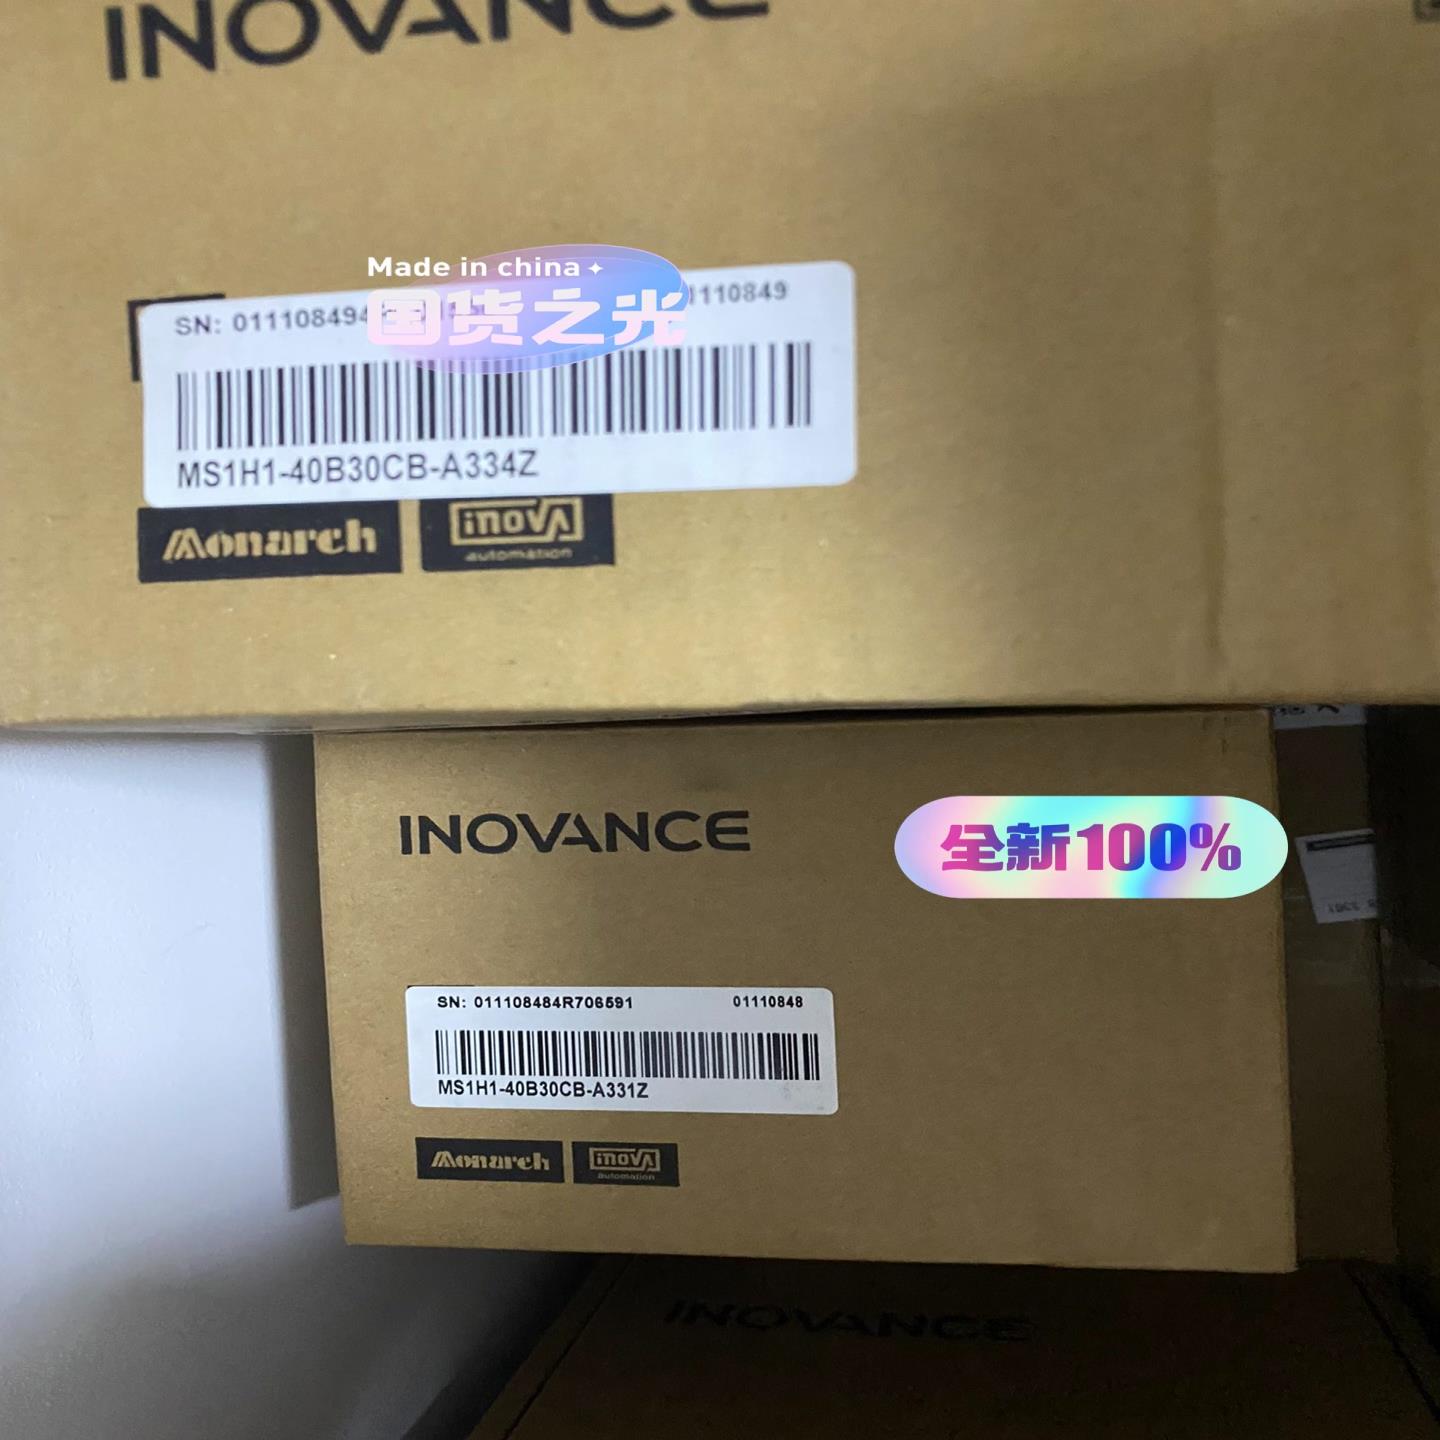 INOVANCE
Made in china
国货之光
SN: 011108494
1110849
MS1H1-40B30CB-A334Z
Monarch
inovA
automation
INOVANCE
全新100%
SN: 011108484R706591
01110848
MS1H1-40B30CB-A331Z
Monarch
inovA
automation
INOVANCE